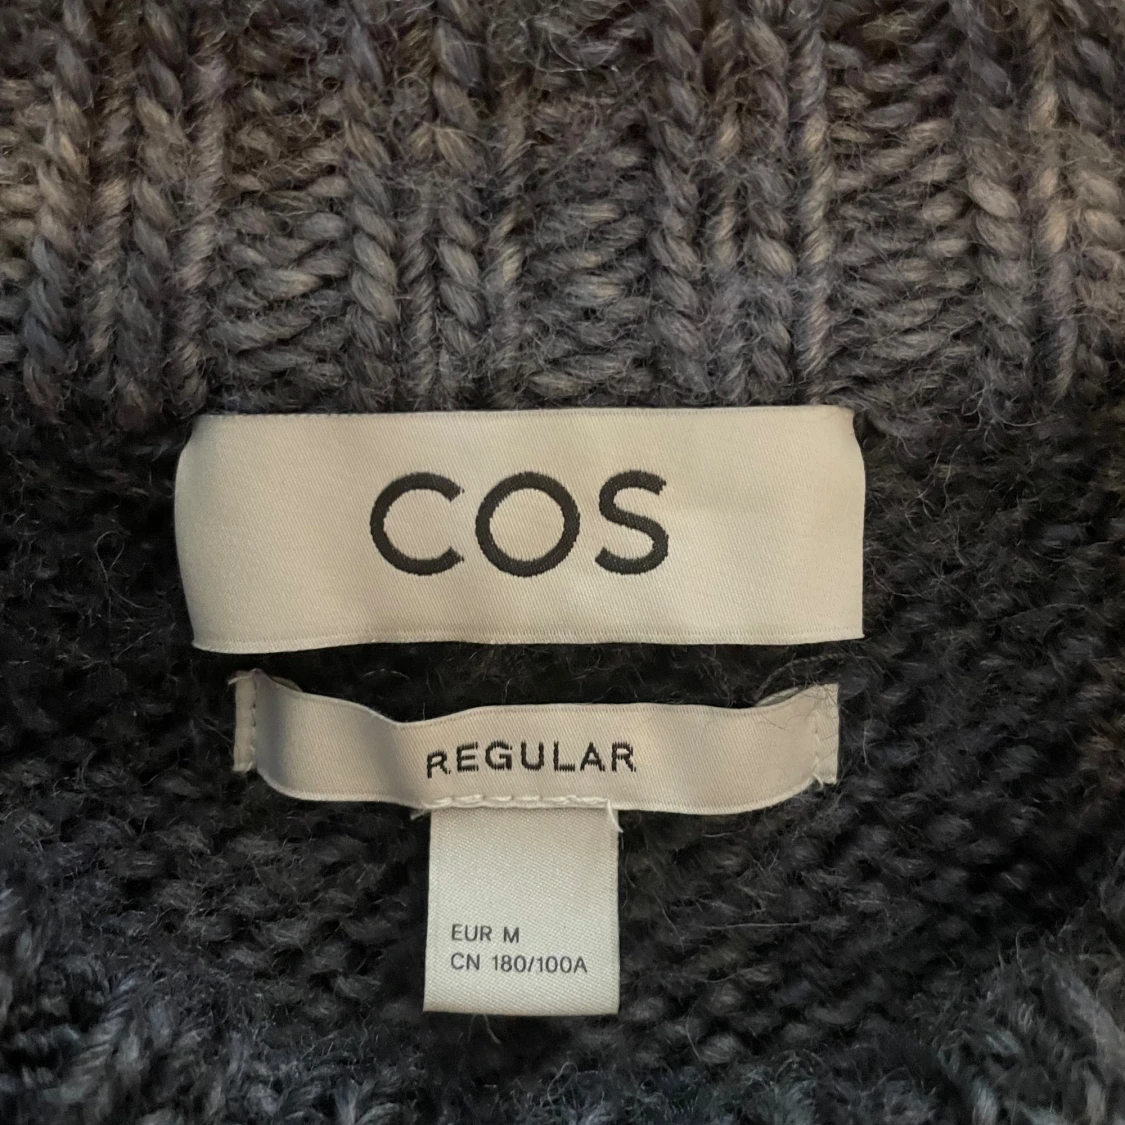 COS
REGULAR
EUR M
CN 180/100A